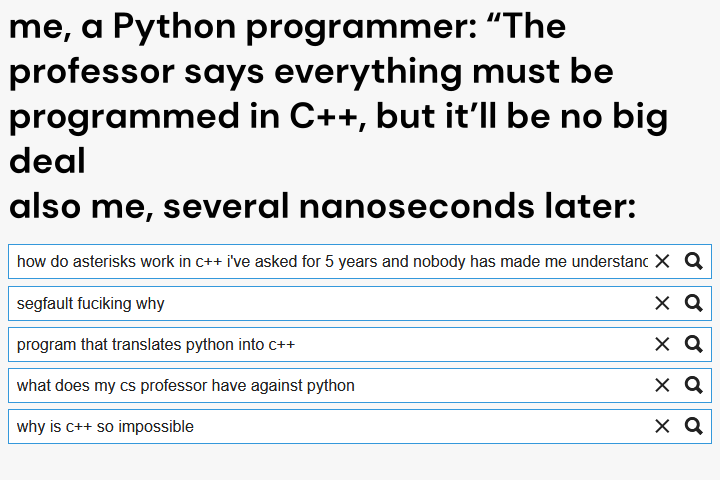 me, a Python programmer: “The
professor says everything must be
programmed in C++, but it’ll be no big
deal
also me, several nanoseconds later:
how do asterisks work in c++ i've asked for 5 years and nobody has made me understand
segfault fuciking why
program that translates python into c++
what does my cs professor have against python
why is c++ so impossible